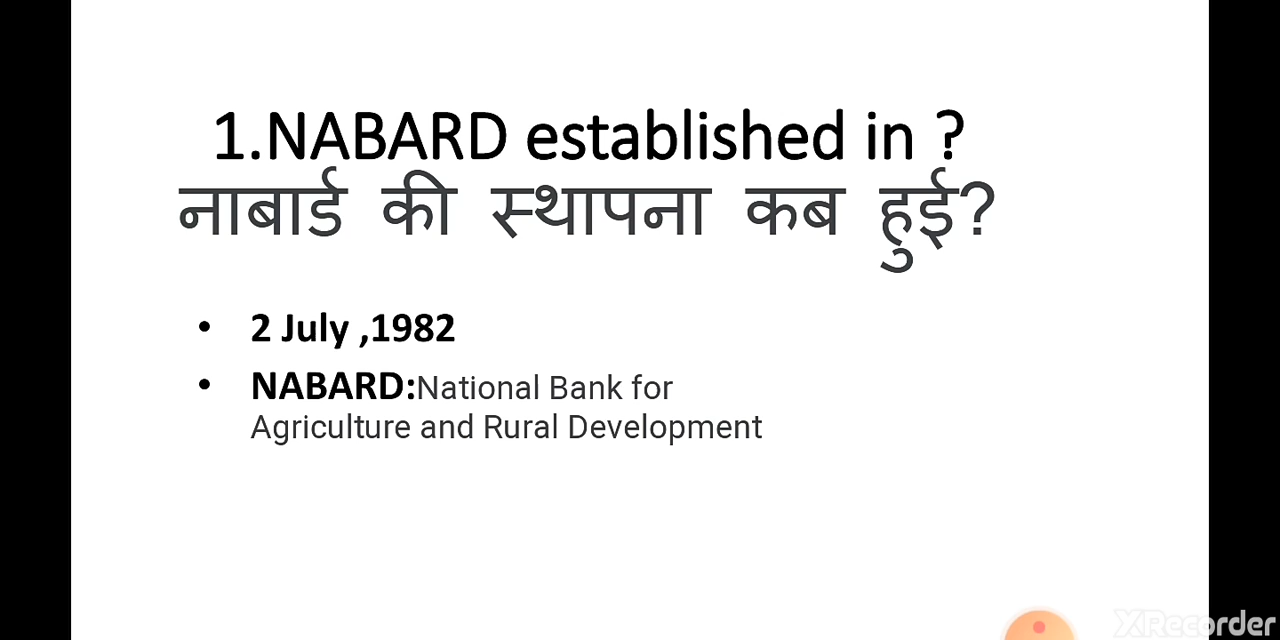 1.NABARD established in ?
नाबार्ड की स्थापना कब हुई?
• 2 July ,1982
• NABARD:National Bank for
Agriculture and Rural Development
XRecorder